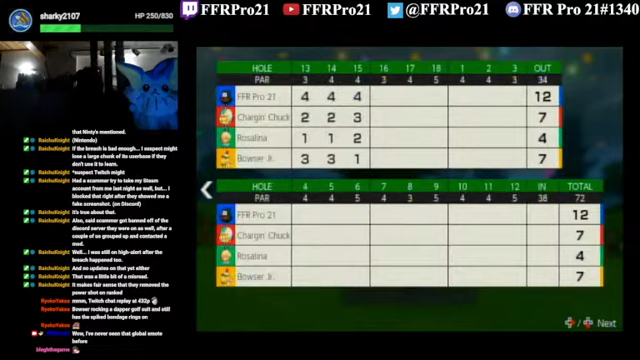 sharky2107
HP 250/830
FFRPro21
FFRPro21
@FFRPro21
FFR Pro 21#1340
that Ninty's mentioned.
RaichuKnight (Nintendo)
RaichuKnight If the breach is bad enough... I suspect might
lose a large chunk of its userbase if they
don't use it to learn.
RaichuKnight *suspect Twitch might
RaichuKnight Had a scammer try to take my Steam
account from me last night as well, but... I
blocked that right after they showed me a
fake screenshot. (on Discord)
RaichuKnight It's true about that.
RaichuKnight Also, said scammer got banned off of the
discord server they were on as well, after a
couple of us grouped up and contacted a
mod.
RaichuKnight Well... I was still on high-alert after the
breach happened too.
RaichuKnight And no updates on that yet either
RaichuKnight That was a little bit of a misread.
RaichuKnight It makes fair sense that they removed the
power shot on ranked
mmm, Twitch chat replay at 432p
Bowser rocking a dapper golf suit and still
has the spiked bondage rings on
Wow, I've never seen that global emote
before
HOLE 13 14 15 16 17 18 1 2 3 OUT
PAR 3 4 4 3 5 4 4 4 3 34
FFR Pro 21 4 4 4 12
Chargin' Chuck 2 2 3 7
Rosalina 1 1 2 4
Bowser Jr. 3 3 1 7
HOLE 4 5 6 7 8 9 10 11 12 IN TOTAL
PAR 38 72
FFR Pro 21 12
Chargin' Chuck 7
Rosalina 4
Bowser Jr. 7
Next